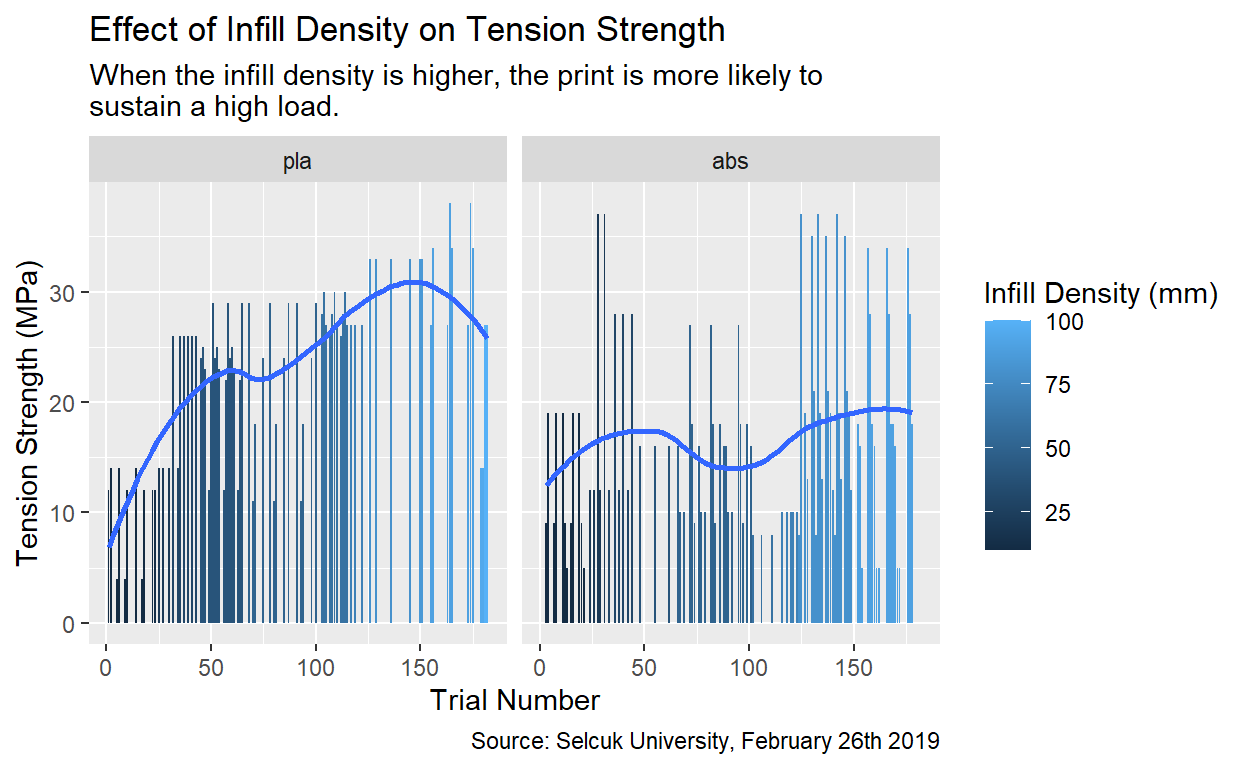 Effect of Infill Density on Tension Strength
When the infill density is higher, the print is more likely to
sustain a high load.
pla
abs
Tension Strength (MPa)
30
20
10
0
0 50 100 150
0 50 100 150
Trial Number
Infill Density (mm)
100
75
50
25
Source: Selcuk University, February 26th 2019